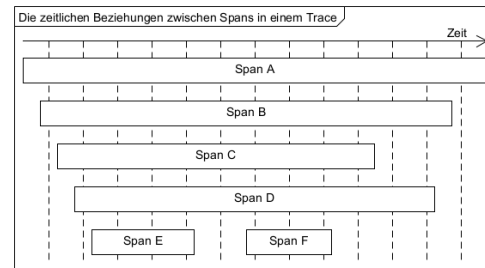 Die zeitlichen Beziehungen zwischen Spans in einem Trace
Zeit
Span A
Span B
Span C
Span D
Span E Span F